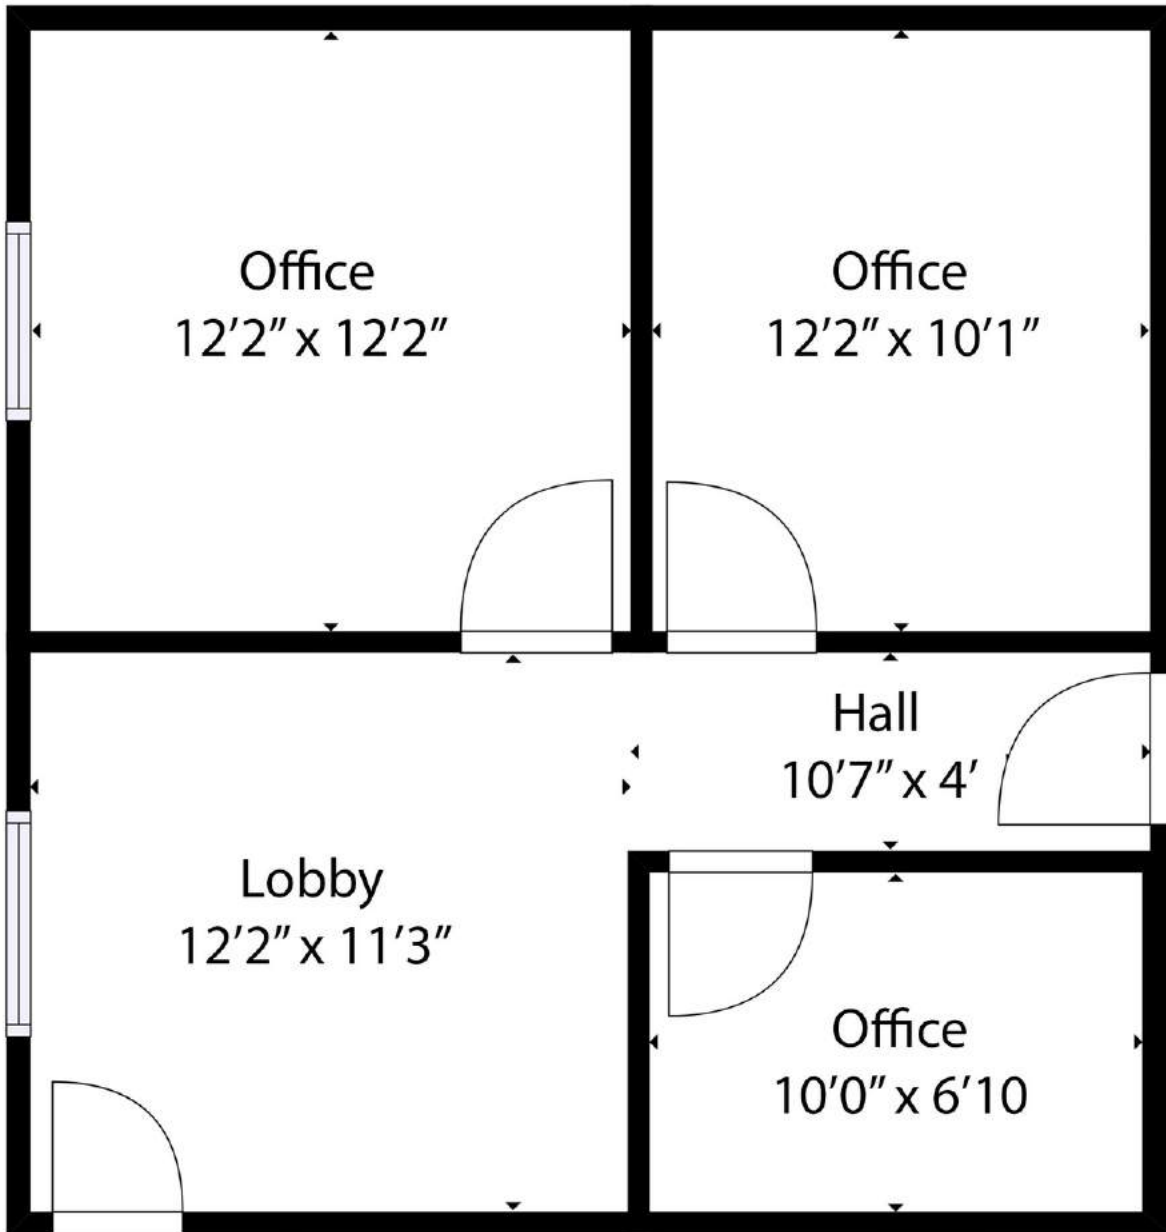 Office
12’2” x 12’2”
Office
12’2” x 10’1”
Hall
10’7” x 4’
Lobby
12’2” x 11’3”
Office
10’0” x 6’10